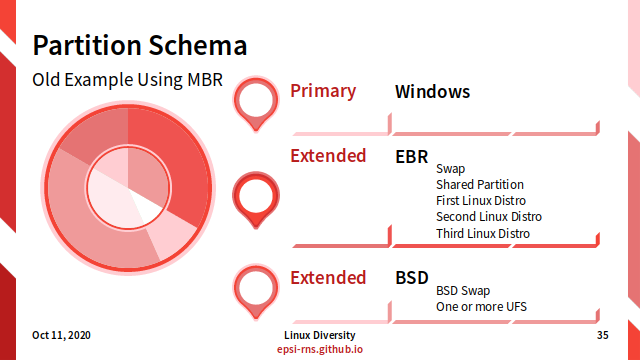 Partition Schema
Old Example Using MBR
Primary Windows
Extended EBR
Swap
Shared Partition
First Linux Distro
Second Linux Distro
Third Linux Distro
Extended BSD
BSD Swap
One or more UFS
Oct 11, 2020 Linux Diversity 35
epsi-rns.github.io